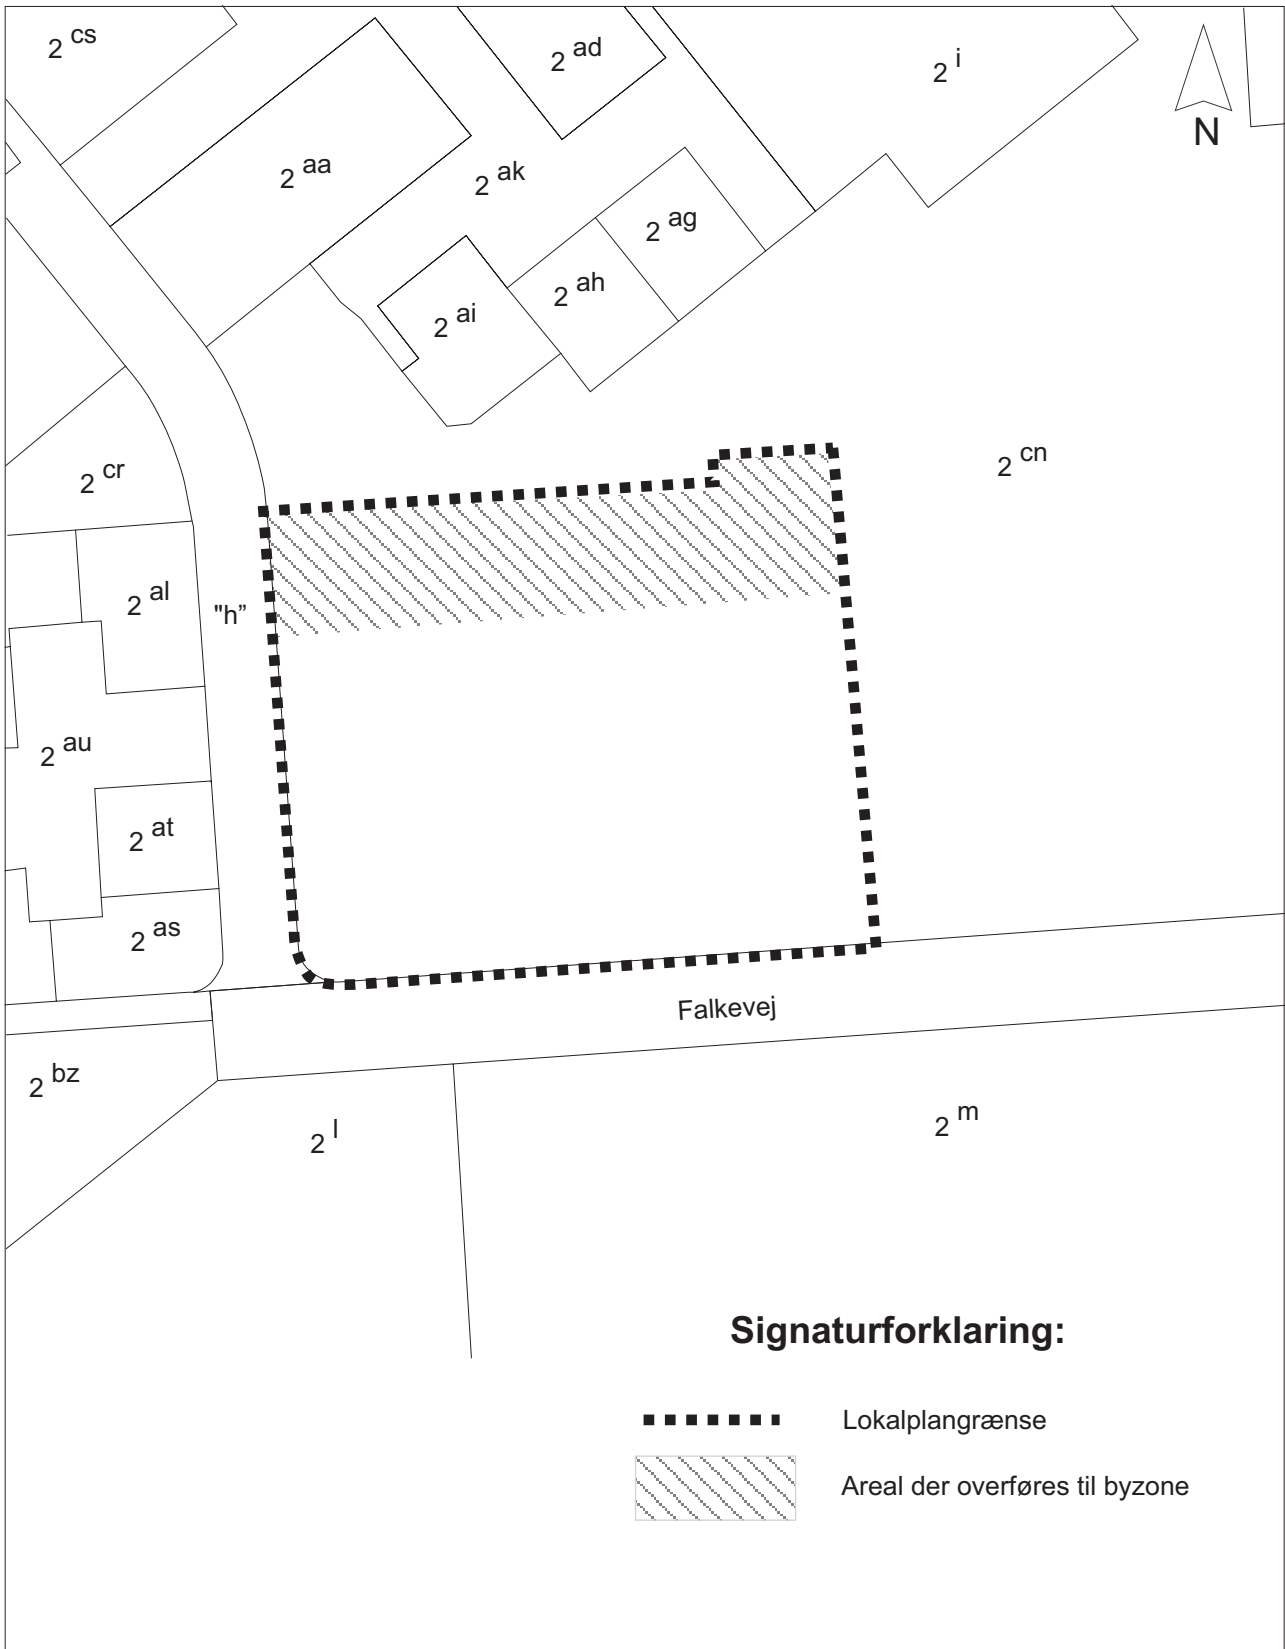 2 cs
2 ad
2 i
N
2 aa
2 ak
2 ag
2 ah
2 ai
2 cr
2 cn
2 al
"h”
2 au
2 at
2 as
Falkevej
2 bz
2 l
2 m
Signaturforklaring:
Lokalplangrænse
Areal der overføres til byzone